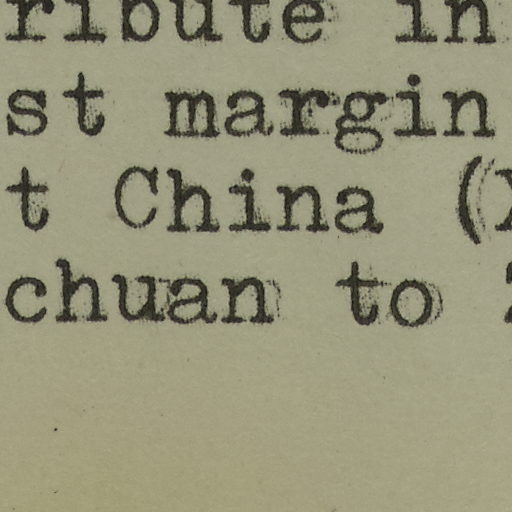 ribute in
st margin
t China (
chuan to